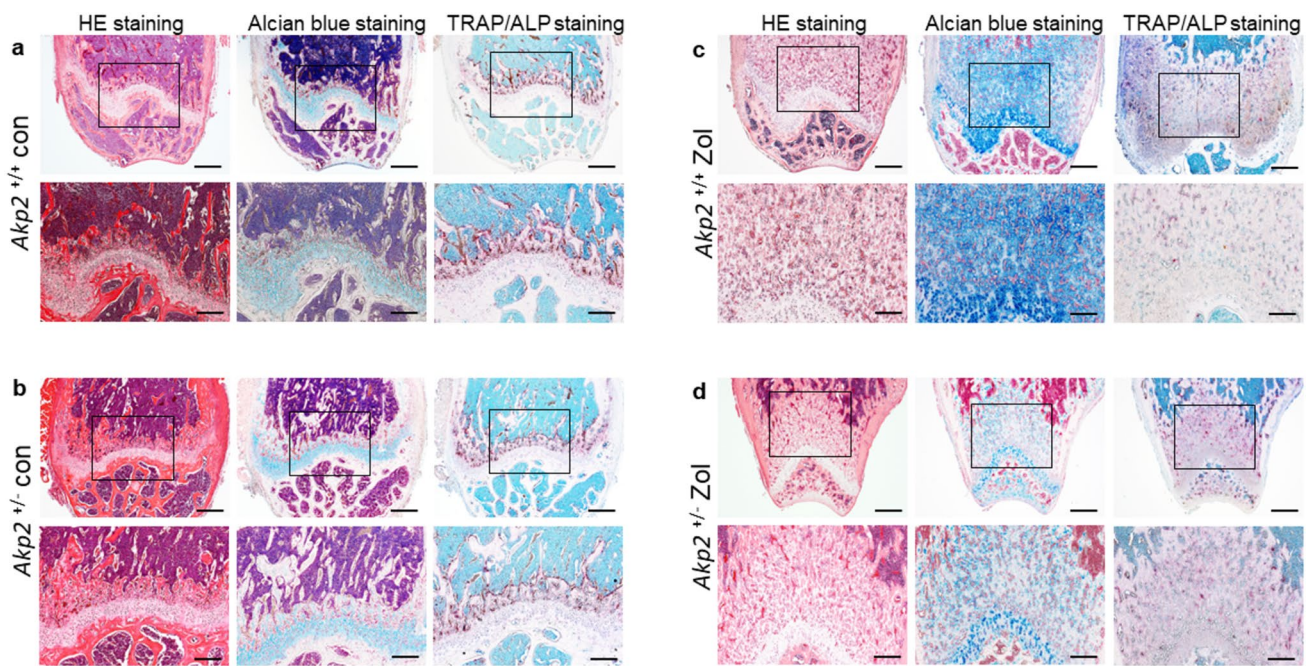 HE staining Alcian blue staining TRAP/ALP staining
a
Akp2 +/+ con
b
Akp2 +/- con
HE staining Alcian blue staining TRAP/ALP staining
c
Akp2 +/+ Zol
d
Akp2 +/- Zol